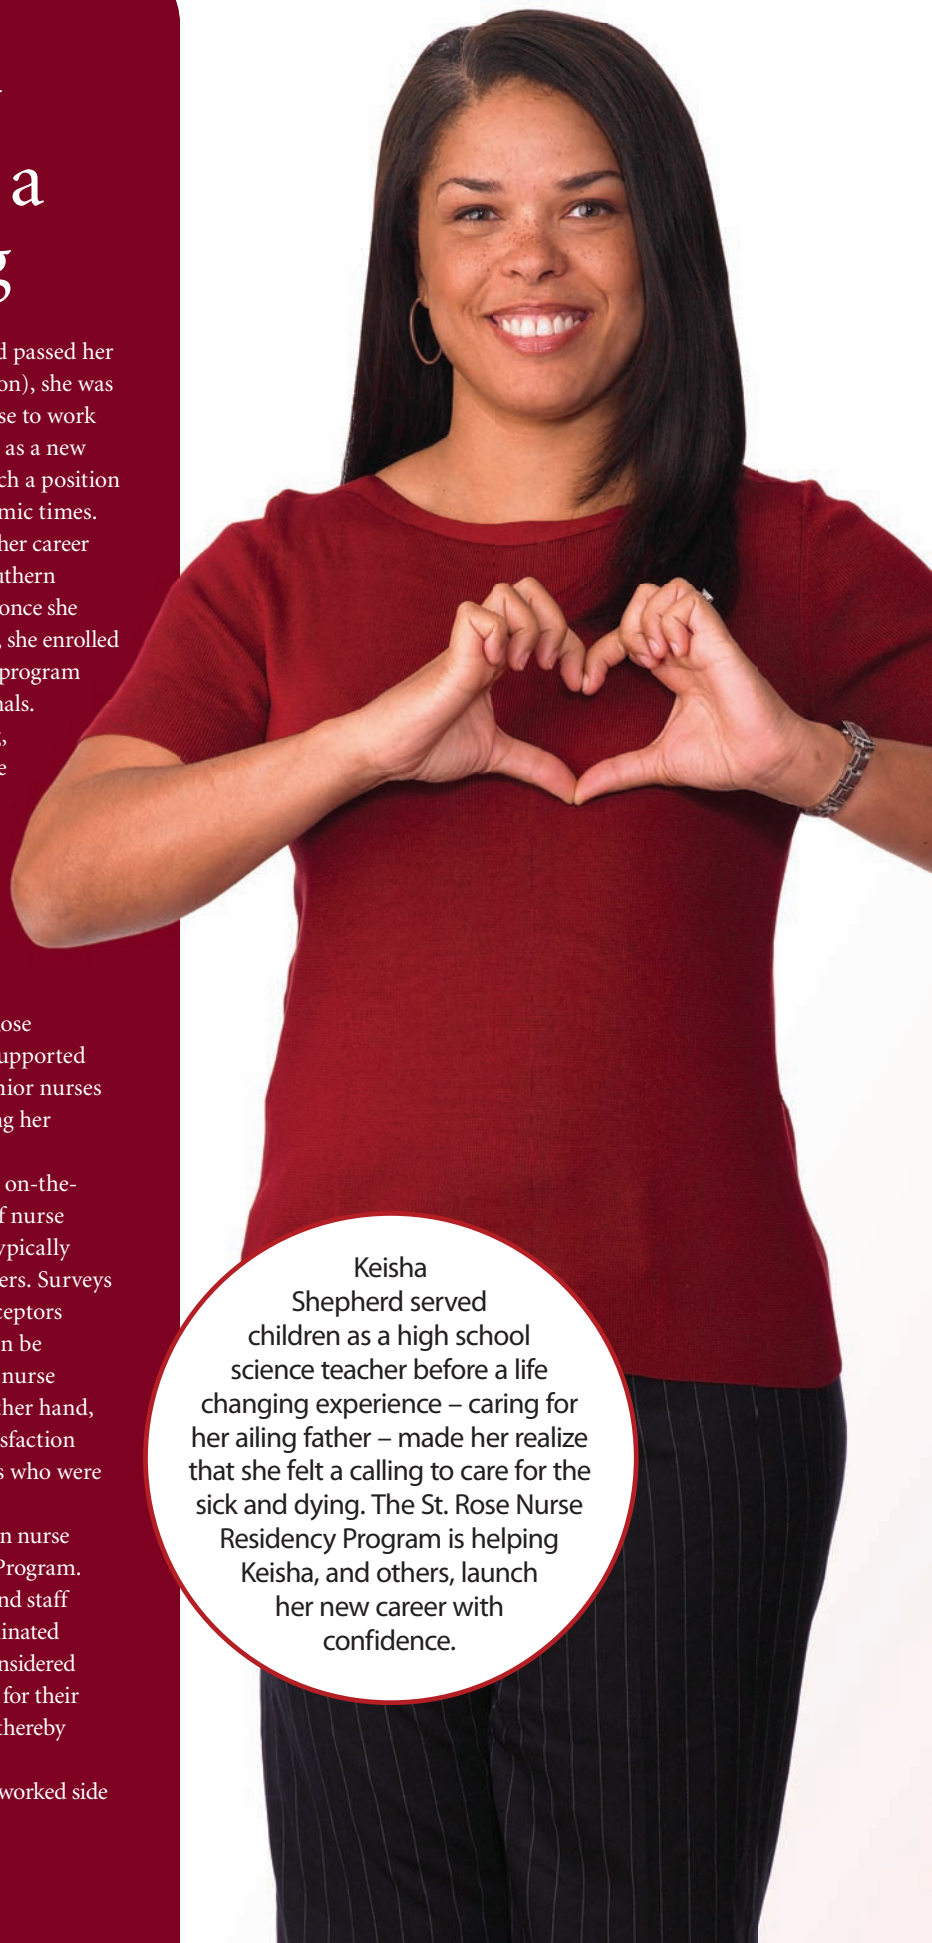 a
g
d passed her
on), she was
se to work
as a new
ch a position
mic times.
her career
uthern
once she
, she enrolled
program
nals.
,
e
ose
upported
nior nurses
ng her
on-the-
f nurse
ypically
ers. Surveys
ceptors
n be
nurse
ther hand,
sfaction
s who were
n nurse
Program.
nd staff
inated
nsidered
for their
thereby
worked side
Keisha
Shepherd served
children as a high school
science teacher before a life
changing experience – caring for
her ailing father – made her realize
that she felt a calling to care for the
sick and dying. The St. Rose Nurse
Residency Program is helping
Keisha, and others, launch
her new career with
confidence.